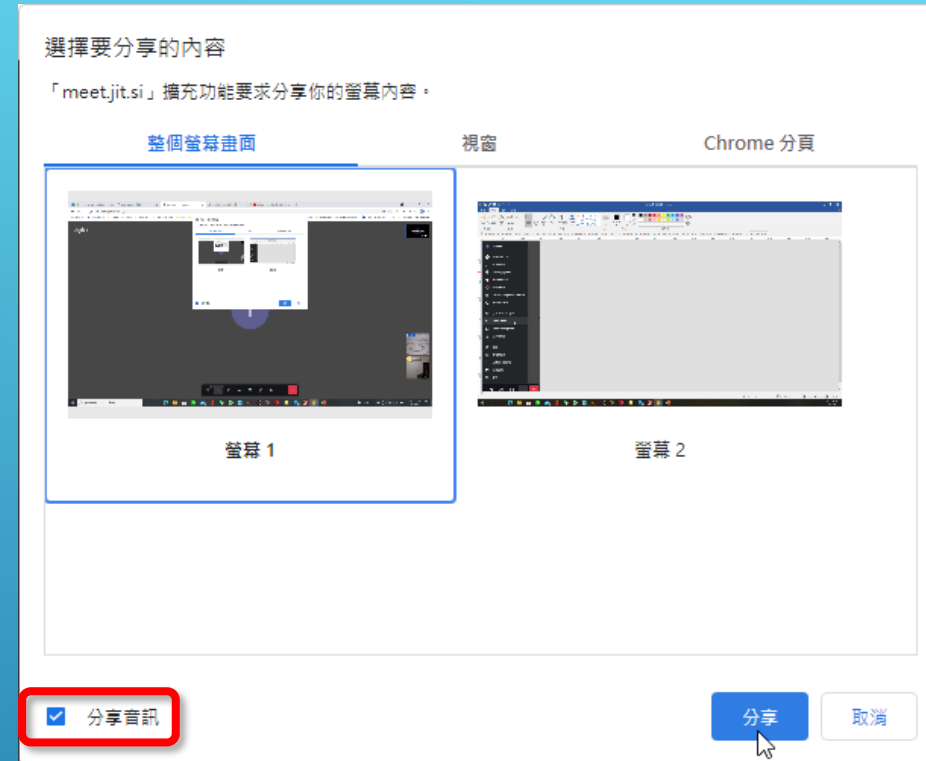 選擇要分享的內容
「meet.jit.si」擴充功能要求分享你的螢幕內容。
整個螢幕畫面
視窗
Chrome 分頁
螢幕 1
螢幕 2
分享音訊
分享
取消